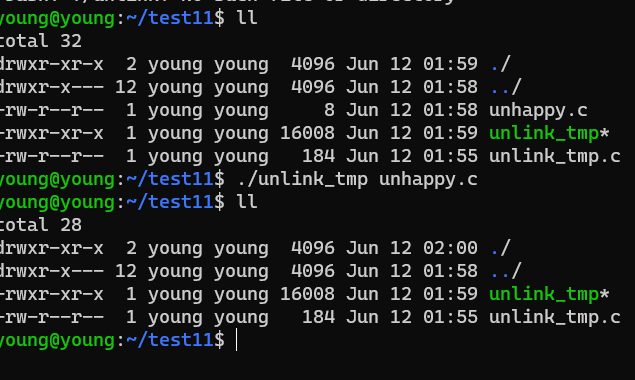 young@young:~/test11$ ll
total 32
drwxr-xr-x 2 young young 4096 Jun 12 01:59 ./
drwxr-x--- 12 young young 4096 Jun 12 01:58 ../
-rw-r--r-- 1 young young 8 Jun 12 01:58 unhappy.c
-rwxr-xr-x 1 young young 16008 Jun 12 01:59 unlink_tmp*
-rw-r--r-- 1 young young 184 Jun 12 01:55 unlink_tmp.c
young@young:~/test11$ ./unlink_tmp unhappy.c
young@young:~/test11$ ll
total 28
drwxr-xr-x 2 young young 4096 Jun 12 02:00 ./
drwxr-x--- 12 young young 4096 Jun 12 01:58 ../
-rwxr-xr-x 1 young young 16008 Jun 12 01:59 unlink_tmp*
-rw-r--r-- 1 young young 184 Jun 12 01:55 unlink_tmp.c
young@young:~/test11$